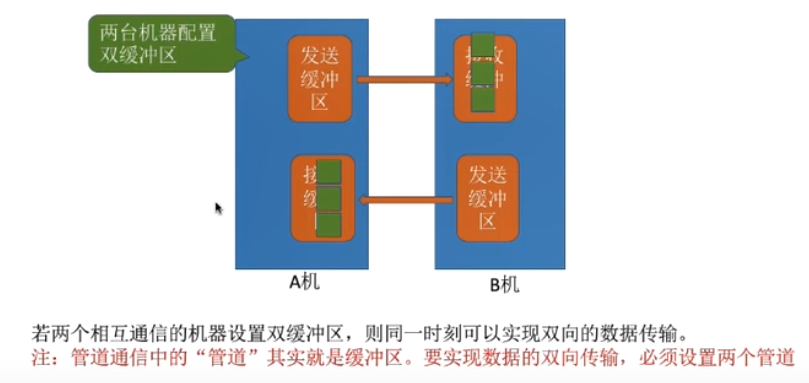 两台机器配置
双缓冲区
发送
缓冲
区
发送
缓冲
区
A机
B机
若两个相互通信的机器设置双缓冲区，则同一时刻可以实现双向的数据传输。
注：管道通信中的“管道”其实就是缓冲区。要实现数据的双向传输，必须设置两个管道